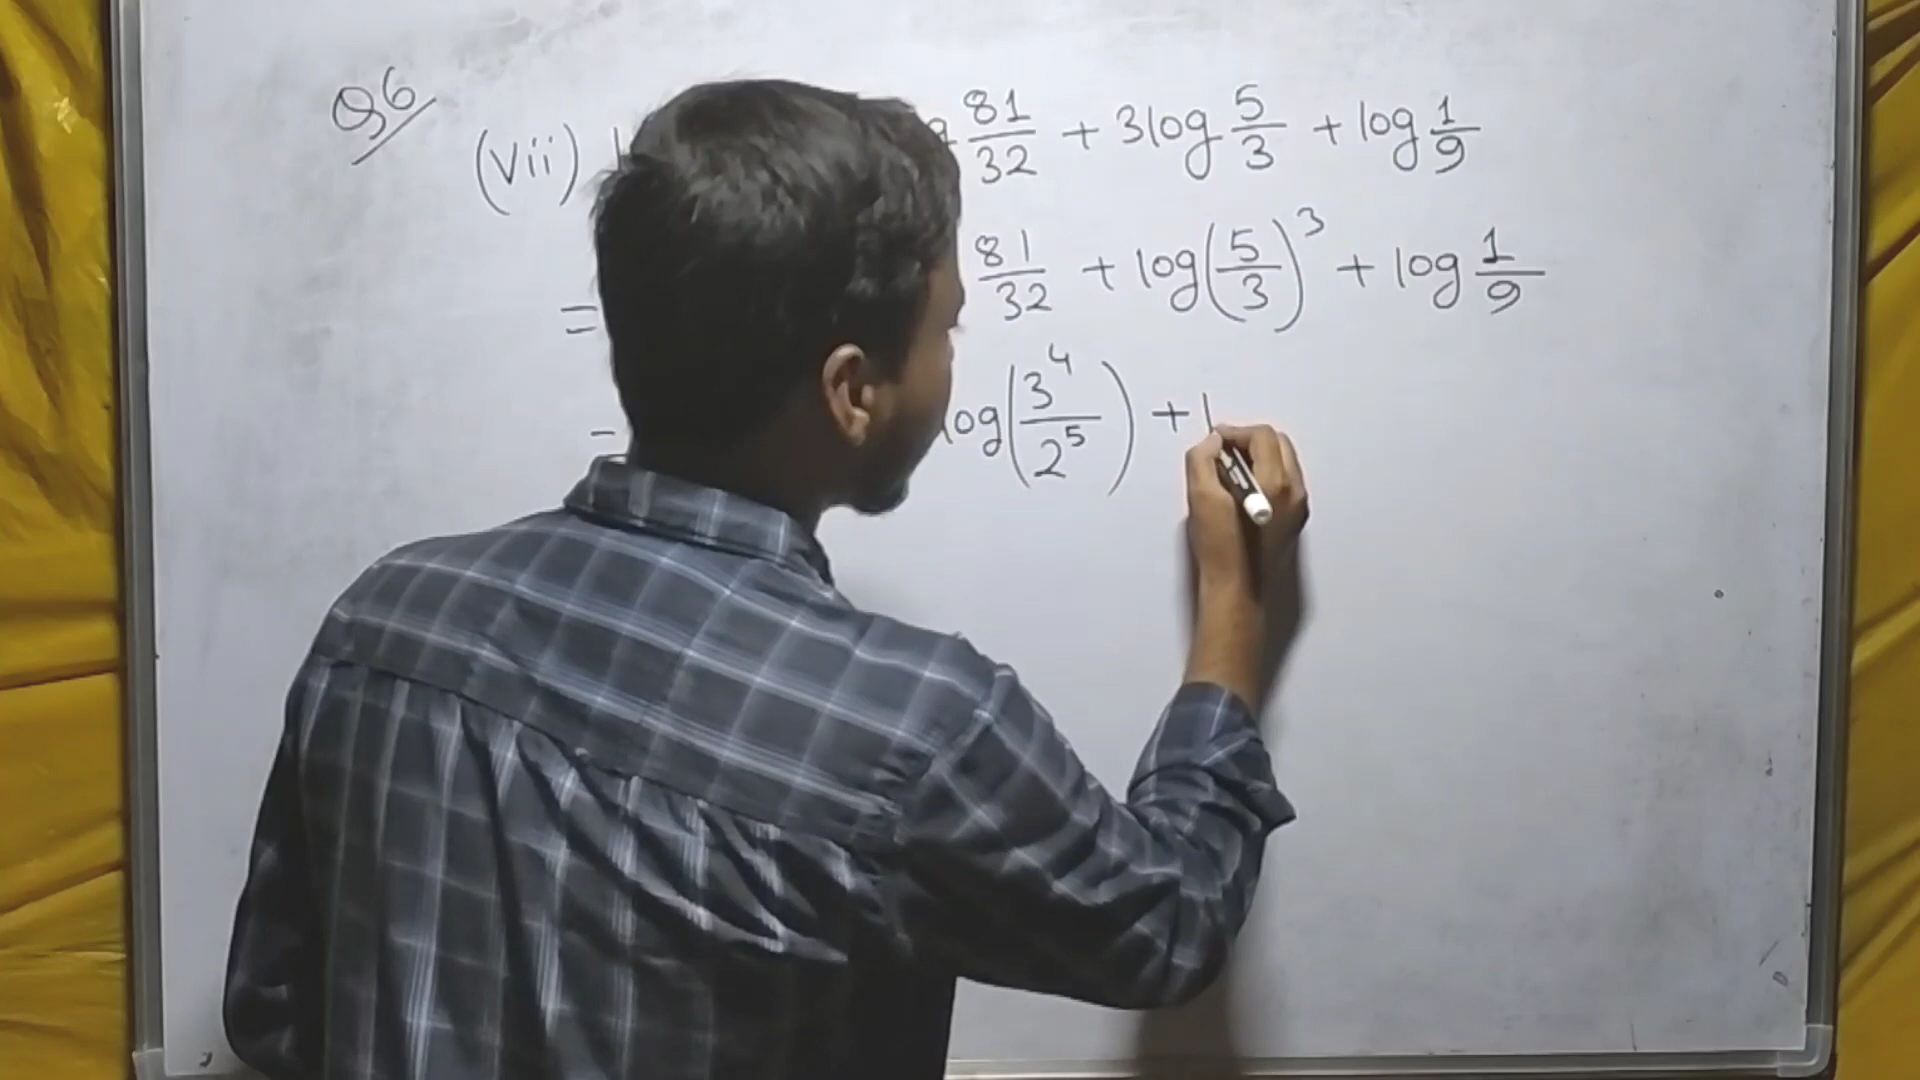 Q6
(vii) 81/32 + 3log 5/3 + log 1/9
= 81/32 + log(5/3)^3 + log 1/9
log(3^4/2^5) + l